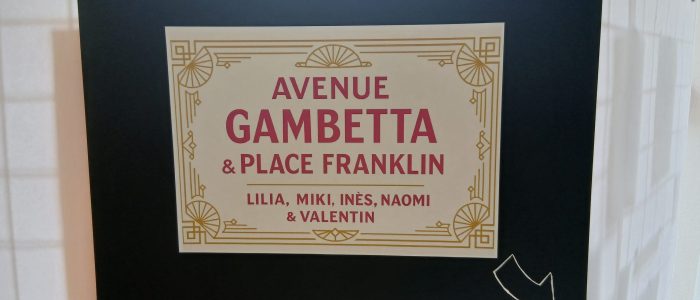 AVENUE
GAMBETTA
& PLACE FRANKLIN
LILIA, MIKI, INÈS, NAOMI
& VALENTIN